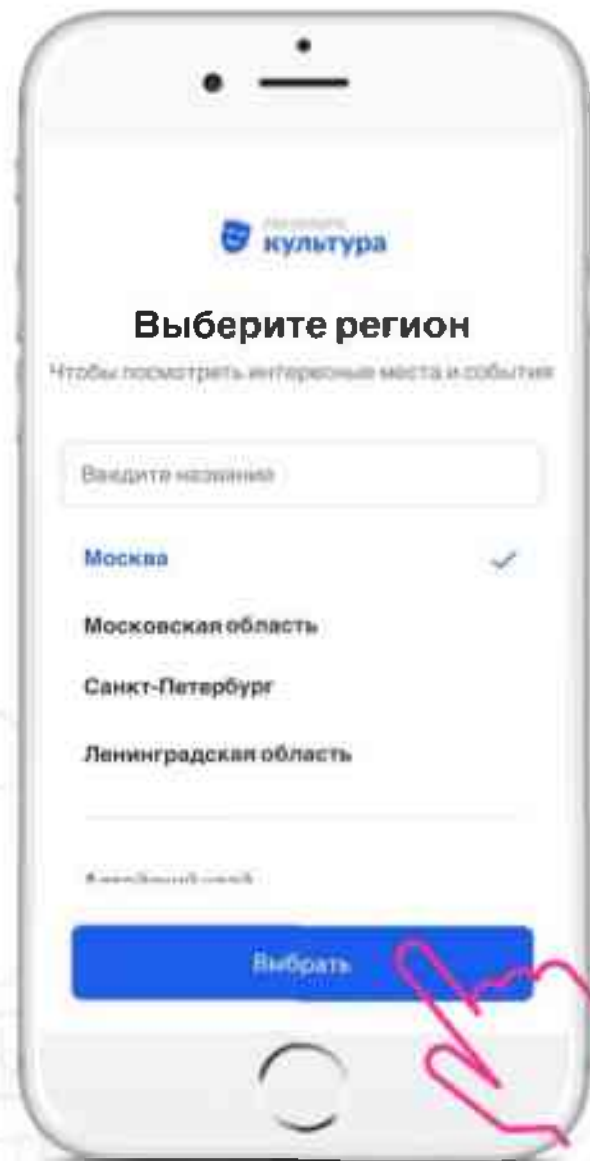 культура
Выберите регион
Чтобы посмотреть интересные места и события
Введите название
Москва
Московская область
Санкт-Петербург
Ленинградская область
Выбрать